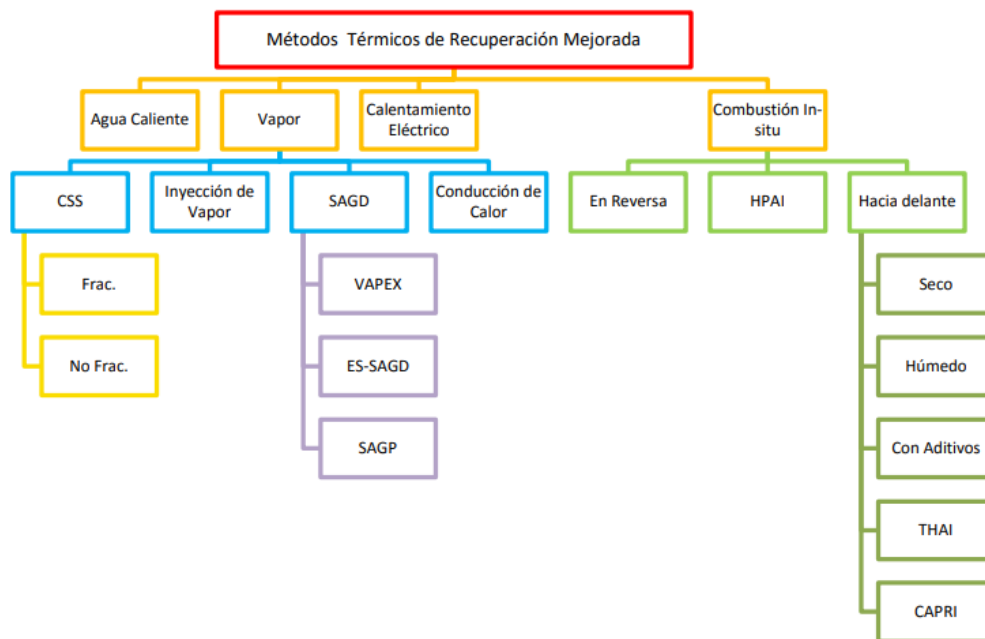 Métodos Térmicos de Recuperación Mejorada
Agua Caliente
Vapor
Calentamiento
Eléctrico
Combustión In-
situ
CSS
Inyección de
Vapor
SAGD
Conducción de
Calor
En Reversa
HPAI
Hacia delante
Frac.
VAPEX
Seco
No Frac.
ES-SAGD
Húmedo
SAGP
Con Aditivos
THAI
CAPRI